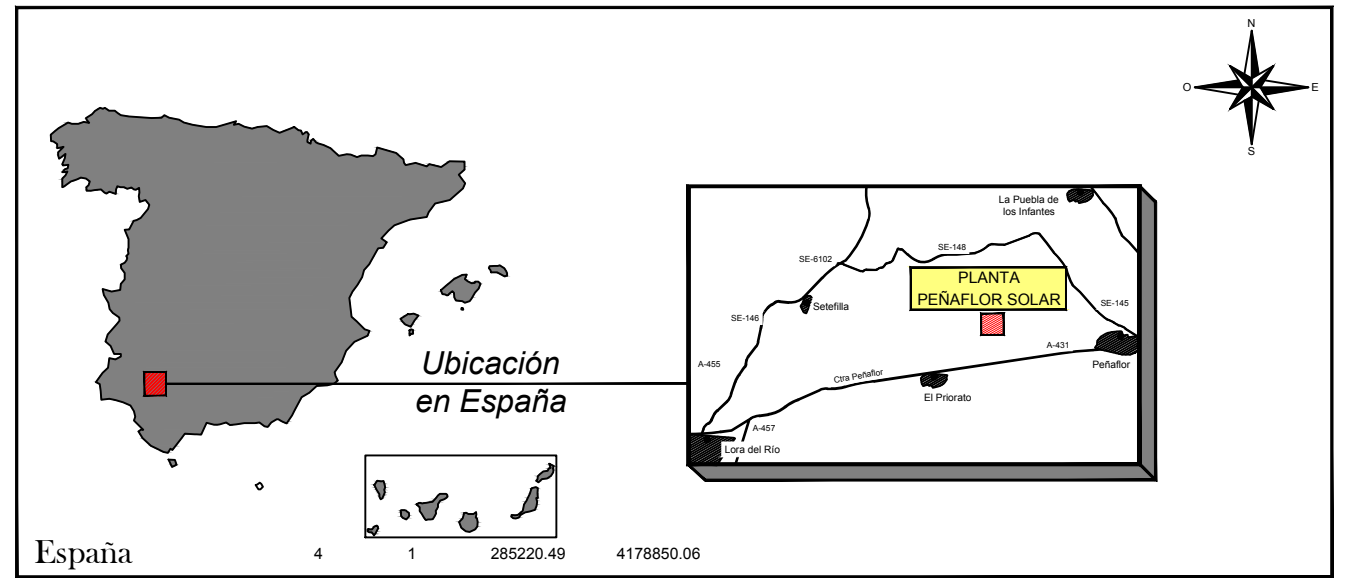 N
O
E
S
La Puebla de
los Infantes
SE-148
SE-6102
PLANTA
PEÑAFLOR SOLAR
Setefilla
SE-145
SE-146
A-431
Ubicación
en España
A-455
Peñaflor
Ctra Peñaflor
El Priorato
A-457
Lora del Río
España
4 1 285220.49 4178850.06